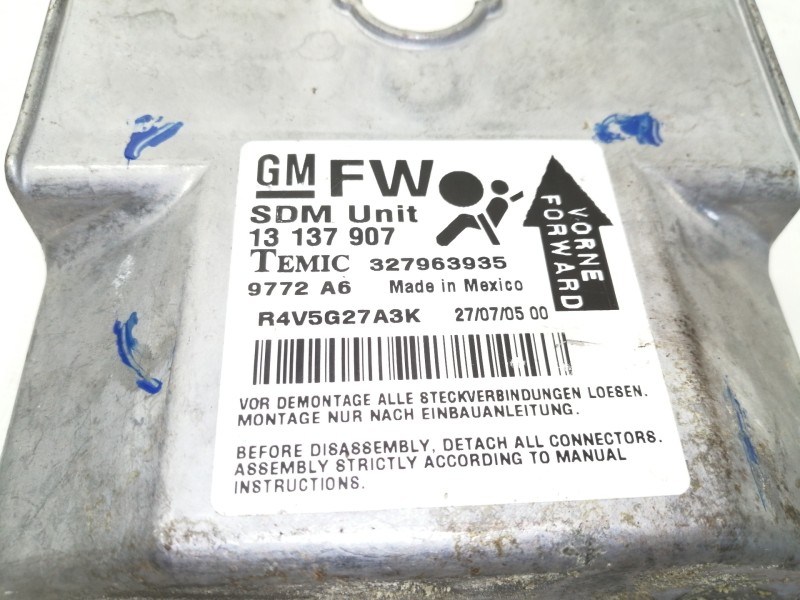 GM FW
SDM Unit
13 137 907
TEMIC 327963935
9772 A6 Made in Mexico
VORNE
FORWARD
R4V5G27A3K 27/07/05 00
VOR DEMONTAGE ALLE STECKVERBINDUNGEN LOESEN.
MONTAGE NUR NACH EINBAUANLEITUNG.
BEFORE DISASSEMBLY, DETACH ALL CONNECTORS.
ASSEMBLY STRICTLY ACCORDING TO MANUAL
INSTRUCTIONS.